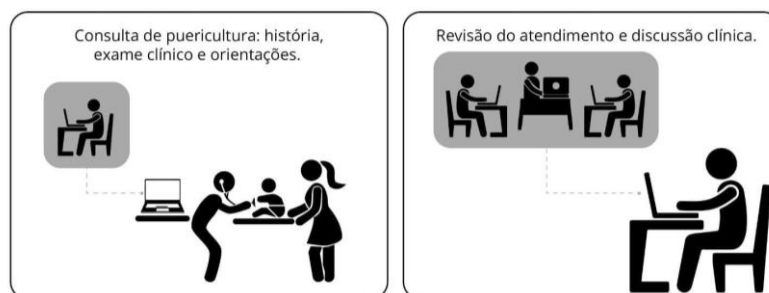 Consulta de puericultura: história,
exame clínico e orientações.
Revisão do atendimento e discussão clínica.